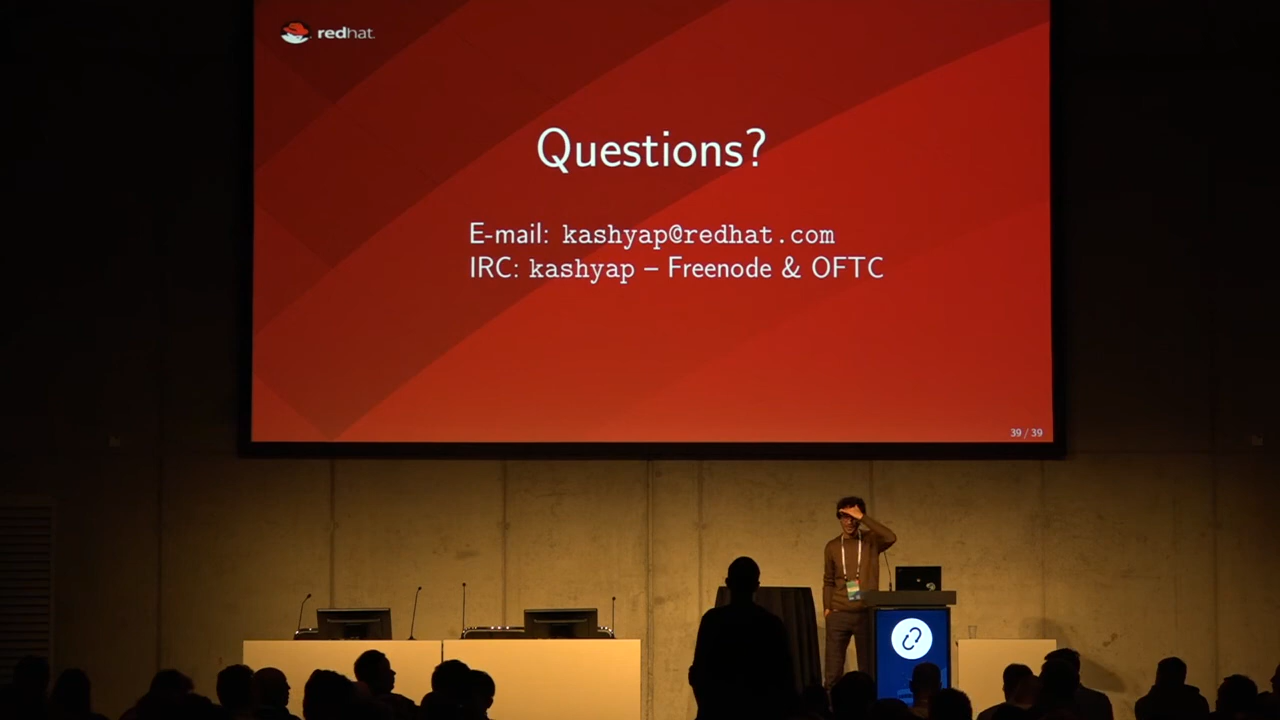 redhat.
Questions?
E-mail: kashyap@redhat.com
IRC: kashyap – Freenode & OFTC
39 / 39